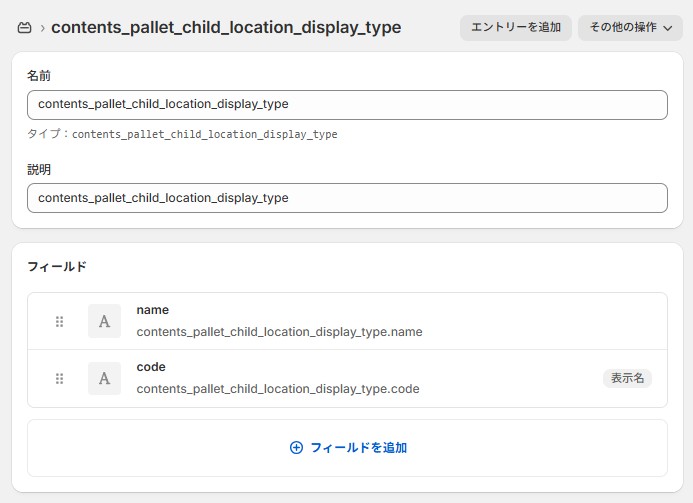 contents_pallet_child_location_display_type
エントリーを追加
その他の操作
名前
contents_pallet_child_location_display_type
タイプ：contents_pallet_child_location_display_type
説明
contents_pallet_child_location_display_type
フィールド
A
name
contents_pallet_child_location_display_type.name
A
code
contents_pallet_child_location_display_type.code
表示名
フィールドを追加